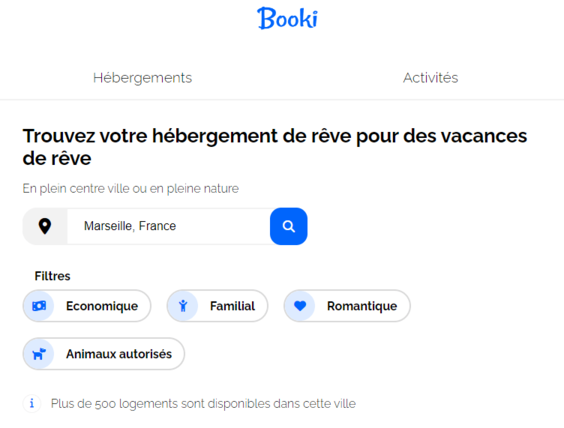 Booki
Hébergements
Activités
Trouvez votre hébergement de rêve pour des vacances
de rêve
En plein centre ville ou en pleine nature
Marseille, France
Filtres
Economique
Familial
Romantique
Animaux autorisés
Plus de 500 logements sont disponibles dans cette ville